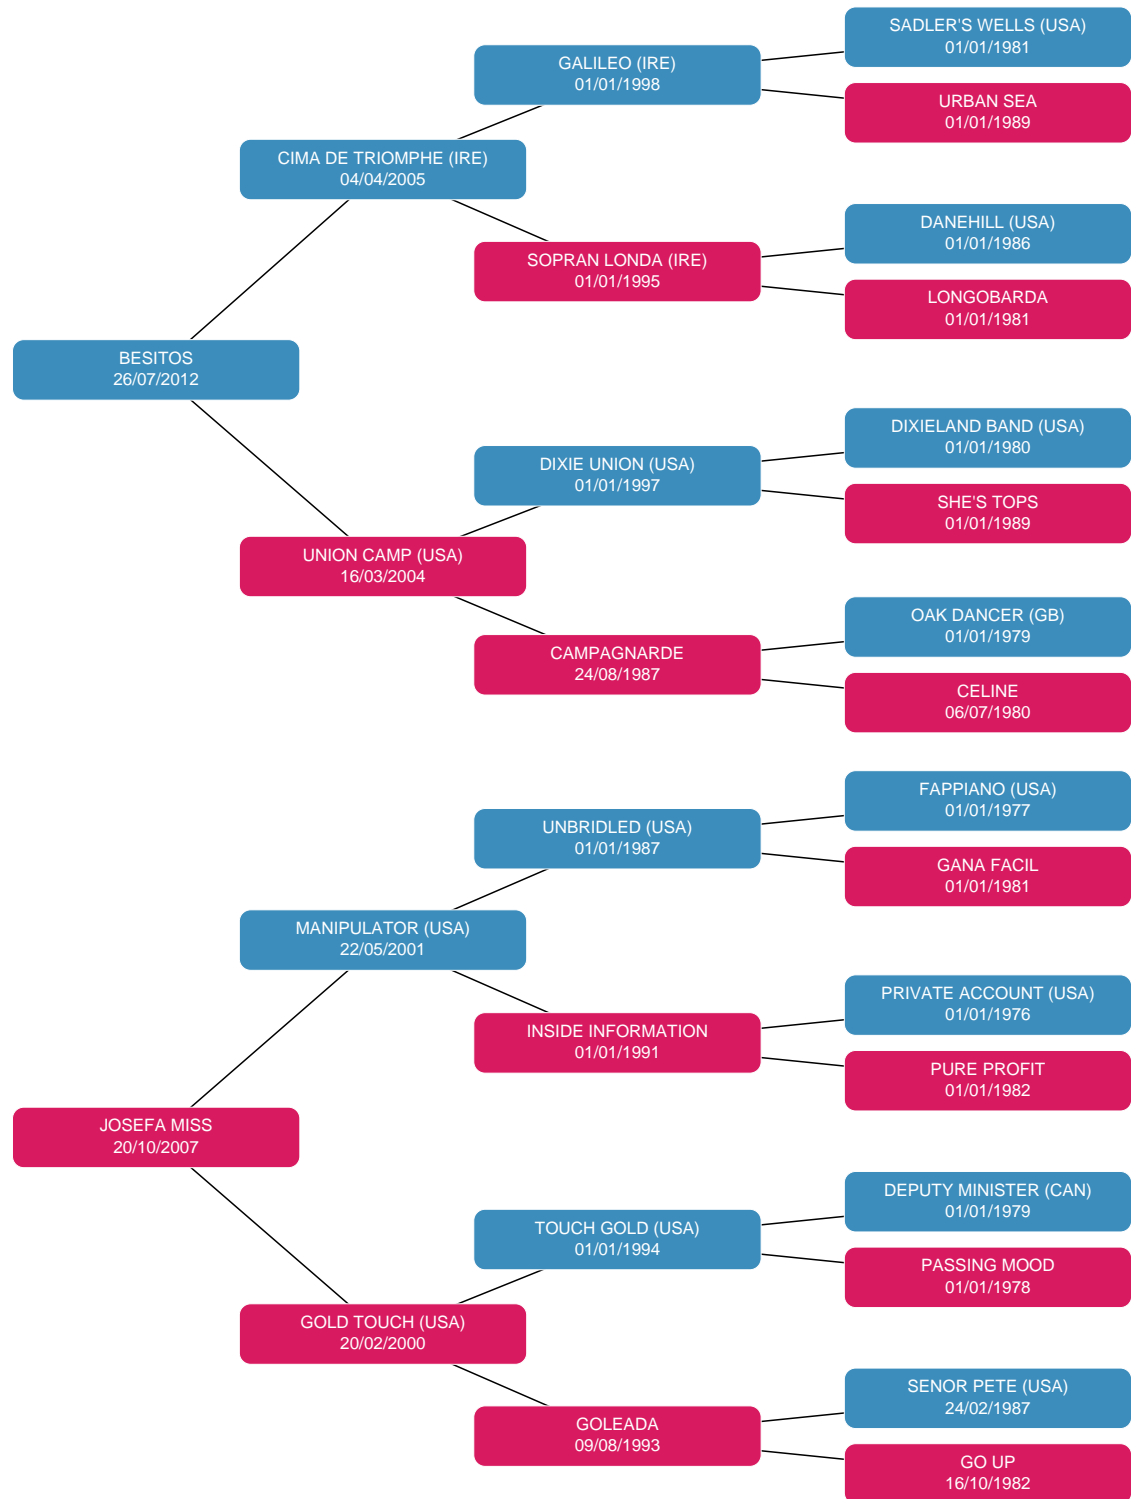 SADLER'S WELLS (USA)
01/01/1981
GALILEO (IRE)
01/01/1998
URBAN SEA
01/01/1989
CIMA DE TRIOMPHE (IRE)
04/04/2005
DANEHILL (USA)
01/01/1986
SOPRAN LONDA (IRE)
01/01/1995
LONGOBARDA
01/01/1981
BESITOS
26/07/2012
DIXIELAND BAND (USA)
01/01/1980
DIXIE UNION (USA)
01/01/1997
SHE'S TOPS
01/01/1989
UNION CAMP (USA)
16/03/2004
OAK DANCER (GB)
01/01/1979
CAMPAGNARDE
24/08/1987
CELINE
06/07/1980
FAPPIANO (USA)
01/01/1977
UNBRIDLED (USA)
01/01/1987
GANA FACIL
01/01/1981
MANIPULATOR (USA)
22/05/2001
PRIVATE ACCOUNT (USA)
01/01/1976
INSIDE INFORMATION
01/01/1991
PURE PROFIT
01/01/1982
JOSEFA MISS
20/10/2007
DEPUTY MINISTER (CAN)
01/01/1979
TOUCH GOLD (USA)
01/01/1994
PASSING MOOD
01/01/1978
GOLD TOUCH (USA)
20/02/2000
SENOR PETE (USA)
24/02/1987
GOLEADA
09/08/1993
GO UP
16/10/1982